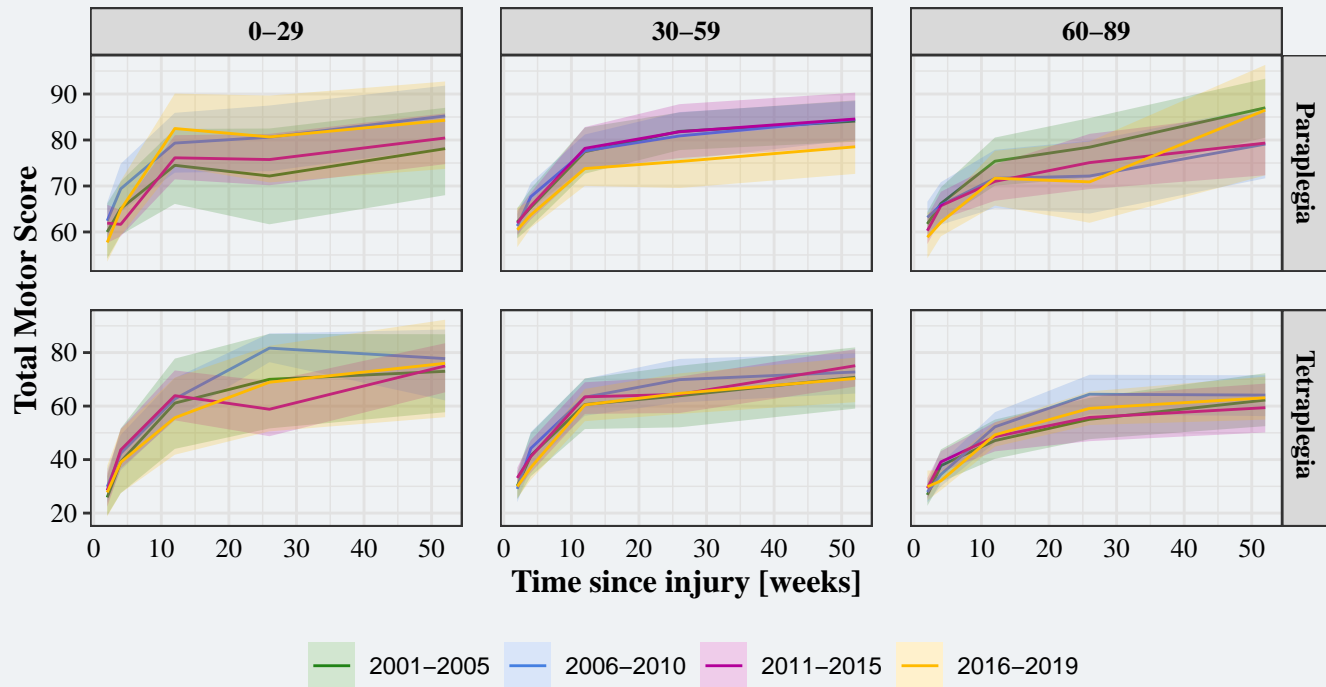 0–29
30–59
60–89
Total Motor Score
90
80
70
60
Paraplegia
80
60
40
20
Tetraplegia
0 10 20 30 40 50
0 10 20 30 40 50
0 10 20 30 40 50
Time since injury [weeks]
2001–2005
2006–2010
2011–2015
2016–2019